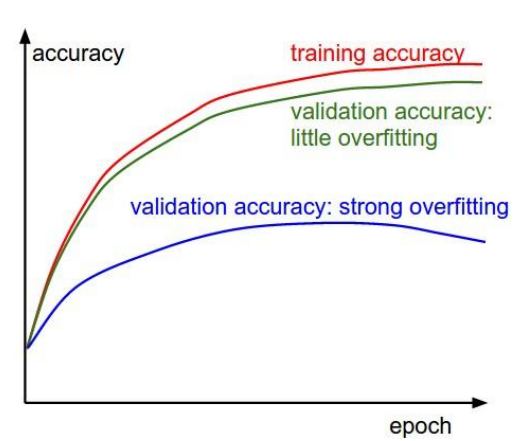 accuracy
training accuracy
validation accuracy:
little overfitting
validation accuracy: strong overfitting
epoch